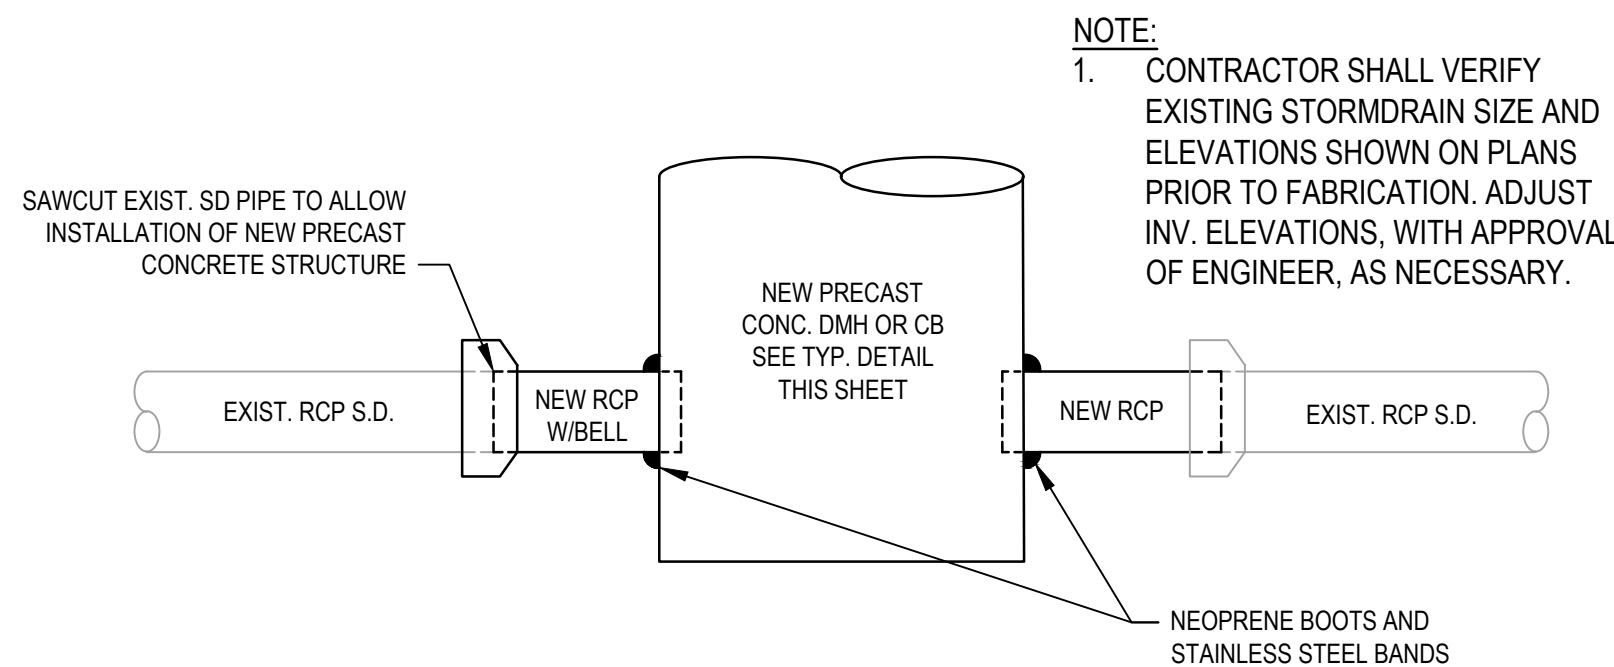 NOTE:
1. CONTRACTOR SHALL VERIFY
EXISTING STORMDRAIN SIZE AND
ELEVATIONS SHOWN ON PLANS
PRIOR TO FABRICATION. ADJUST
INV. ELEVATIONS, WITH APPROVAL
OF ENGINEER, AS NECESSARY.
SAWCUT EXIST. SD PIPE TO ALLOW
INSTALLATION OF NEW PRECAST
CONCRETE STRUCTURE
NEW PRECAST
CONC. DMH OR CB
SEE TYP. DETAIL
THIS SHEET
EXIST. RCP S.D.
NEW RCP
W/BELL
NEW RCP
EXIST. RCP S.D.
NEOPRENE BOOTS AND
STAINLESS STEEL BANDS